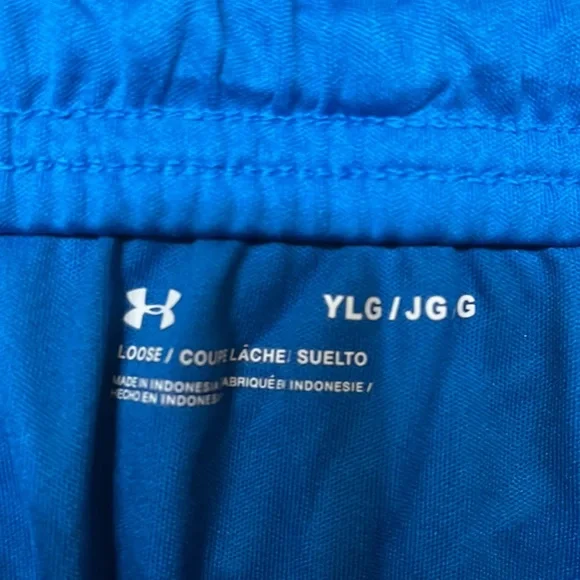 YLG / JG G
LOOSE / COUPE LÂCHE/ SUELTO
MADE IN INDONESIA FABRIQUÉ EN INDONESIE /
HECHO EN INDONESIA